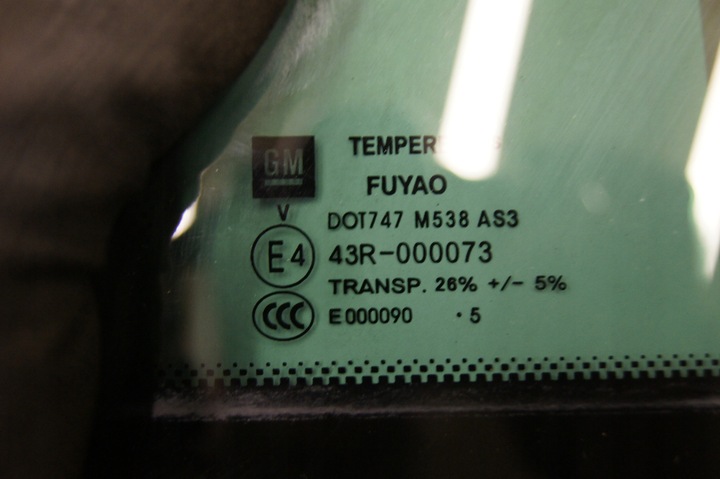 GM TEMPER
FUYAO
V DOT747 M538 AS3
E4 43R-000073
TRANSP. 26% +/- 5%
CCC E000090 · 5